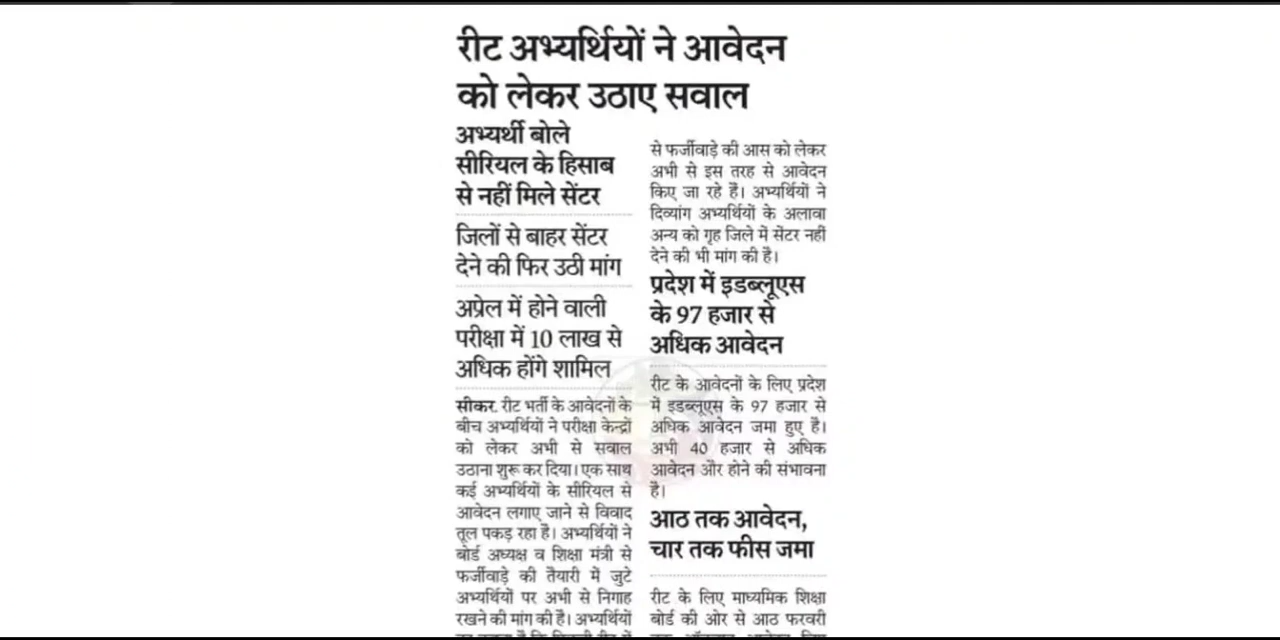 रीट अभ्यर्थियों ने आवेदन
को लेकर उठाए सवाल
अभ्यर्थी बोले
सीरियल के हिसाब
से नहीं मिले सेंटर
जिलों से बाहर सेंटर
देने की फिर उठी मांग
अप्रेल में होने वाली
परीक्षा में 10 लाख से
अधिक होंगे शामिल
सीकर. रीट भर्ती के आवेदनों के
बीच अभ्यर्थियों ने परीक्षा केन्द्रों
को लेकर अभी से सवाल
उठाना शुरू कर दिया। एक साथ
कई अभ्यर्थियों के सीरियल से
आवेदन लगाए जाने से विवाद
तूल पकड़ रहा है। अभ्यर्थियों ने
बोर्ड अध्यक्ष व शिक्षा मंत्री से
फर्जीवाड़े की तैयारी में जुटे
अभ्यर्थियों पर अभी से निगाह
रखने की मांग की है। अभ्यर्थियों
से फर्जीवाड़े की आस को लेकर
अभी से इस तरह से आवेदन
किए जा रहे हैं। अभ्यर्थियों ने
दिव्यांग अभ्यर्थियों के अलावा
अन्य को गृह जिले में सेंटर नहीं
देने की भी मांग की है।
प्रदेश में इडब्लूएस
के 97 हजार से
अधिक आवेदन
रीट के आवेदनों के लिए प्रदेश
में इडब्लूएस के 97 हजार से
अधिक आवेदन जमा हुए है।
अभी 40 हजार से अधिक
आवेदन और होने की संभावना
है।
आठ तक आवेदन,
चार तक फीस जमा
रीट के लिए माध्यमिक शिक्षा
बोर्ड की ओर से आठ फरवरी